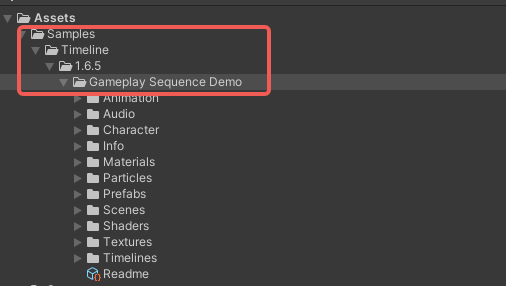 Assets
Samples
Timeline
1.6.5
Gameplay Sequence Demo
Animation
Audio
Character
Info
Materials
Particles
Prefabs
Scenes
Shaders
Textures
Timelines
Readme